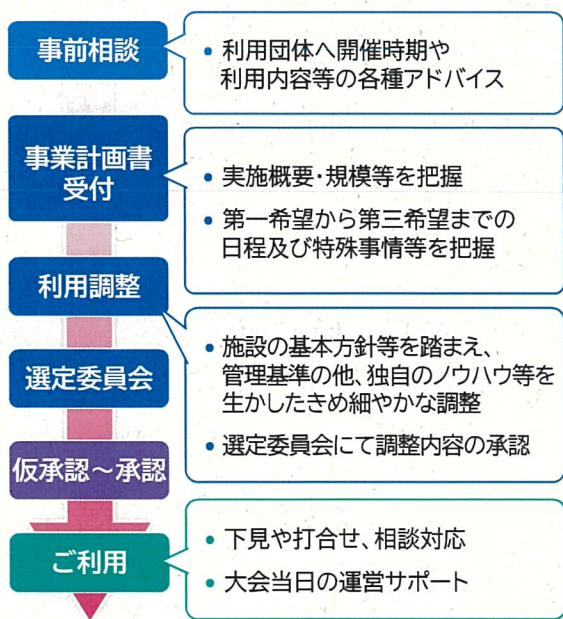 事前相談
• 利用団体へ開催時期や
利用内容等の各種アドバイス
事業計画書
受付
• 実施概要・規模等を把握
• 第一希望から第三希望までの
日程及び特殊事情等を把握
利用調整
選定委員会
• 施設の基本方針等を踏まえ、
管理基準の他、独自のノウハウ等を
生かしたきめ細やかな調整
• 選定委員会にて調整内容の承認
仮承認～承認
ご利用
• 下見や打合せ、相談対応
• 大会当日の運営サポート